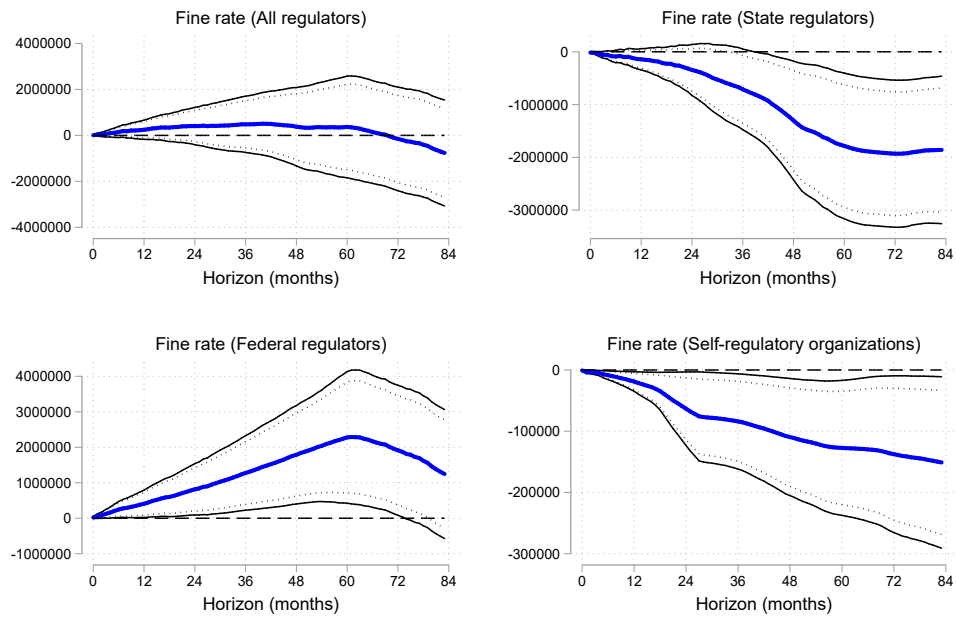 Fine rate (All regulators)
4000000
2000000
0
-2000000
-4000000
0 12 24 36 48 60 72 84
Horizon (months)
Fine rate (State regulators)
0
-1000000
-2000000
-3000000
0 12 24 36 48 60 72 84
Horizon (months)
Fine rate (Federal regulators)
4000000
3000000
2000000
1000000
0
-1000000
0 12 24 36 48 60 72 84
Horizon (months)
Fine rate (Self-regulatory organizations)
0
-100000
-200000
-300000
0 12 24 36 48 60 72 84
Horizon (months)